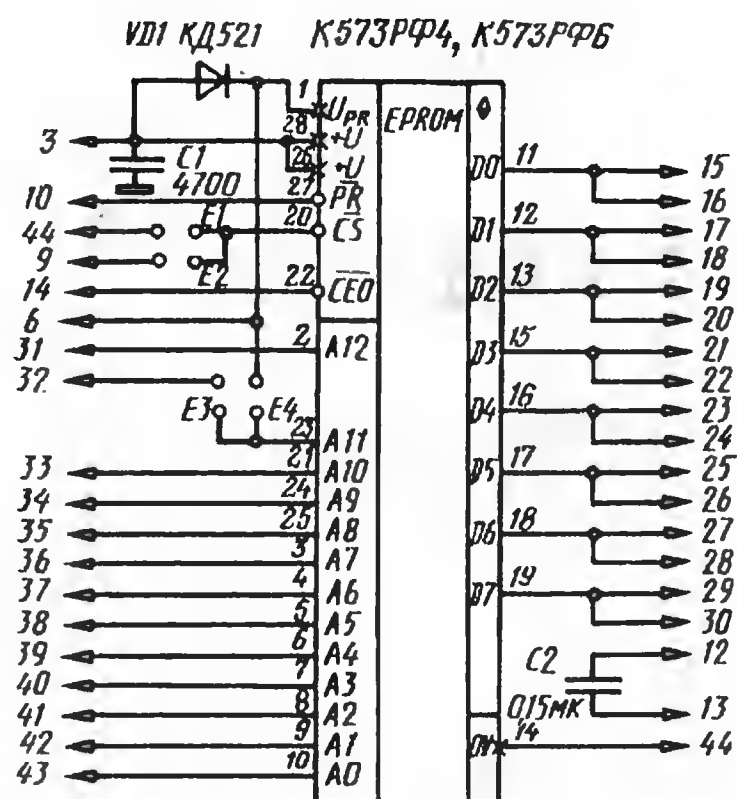 VD1 КД521 К573РФ4, К573РФ6
1 UPR EPROM
3 28 +U
C1 26 +U D0 11 15
4700 27 PR 16
10 20 CS D1 12 17
44 E1 18
9 E2
14 22 CEO D2 13 19
6 20
31 2 A12 D3 15 21
32 22
E3 E4 D4 16 23
23 A11 24
33 21 A10 D5 17 25
34 24 A9 26
35 25 A8 D6 18 27
36 3 A7 28
37 4 A6 D7 19 29
38 5 A5 30
39 6 A4 C2 12
40 7 A3
41 8 A2 0,15мк 13
42 9 A1 0V 14 44
43 10 A0